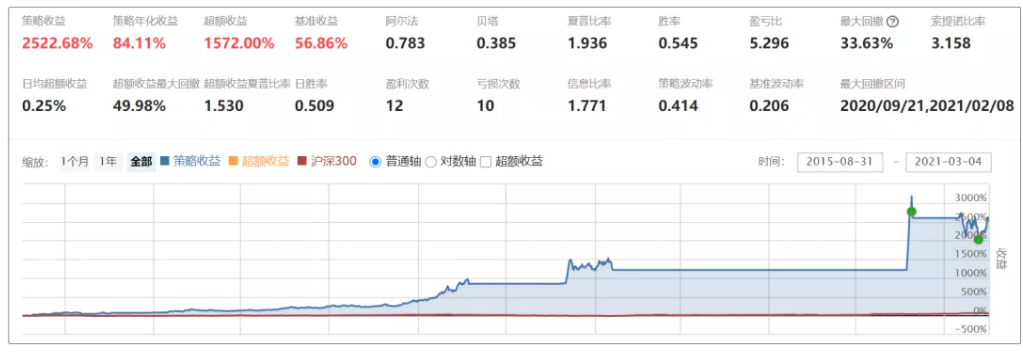 策略收益 策略年化收益 超额收益 基准收益 阿尔法 贝塔 夏普比率 胜率 盈亏比 最大回撤 ? 索提诺比率
2522.68% 84.11% 1572.00% 56.86% 0.783 0.385 1.936 0.545 5.296 33.63% 3.158
日均超额收益 超额收益最大回撤 超额收益夏普比率 日胜率 盈利次数 亏损次数 信息比率 策略波动率 基准波动率 最大回撤区间
0.25% 49.98% 1.530 0.509 12 10 1.771 0.414 0.206 2020/09/21,2021/02/08
缩放: 1个月 1年 全部 策略收益 超额收益 沪深300 普通轴 对数轴 超额收益 时间: 2015-08-31 - 2021-03-04
3000%
2500%
2000%
1500%
1000%
500%
0%
-500%
收益